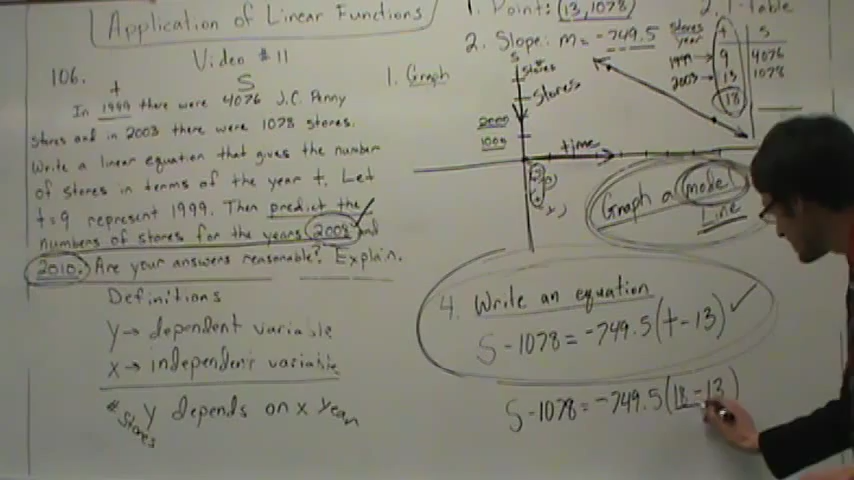 Application of Linear Functions
Video #11
106.
t
S
In 1999 there were 4076 J.C. Penny
stores and in 2003 there were 1078 stores.
Write a linear equation that gives the number
of stores in terms of the year t. Let
t=9 represent 1999. Then predict the
numbers of stores for the years 2008 and
2010. Are your answers reasonable? Explain.
Definitions
y→ dependent variable
x→ independent variable
# stores y depends on x year
1. Graph
1. Point: (13,1078)
2. Slope: m= -749.5
2. T-table
stores
year
t S
1999→ 9 4076
2003→ 13 1078
18
S
stores
stores
2000
1000
time
Graph a model
Line
4. Write an equation
S-1078 = -749.5(t-13)
S-1078 = -749.5(18-13)